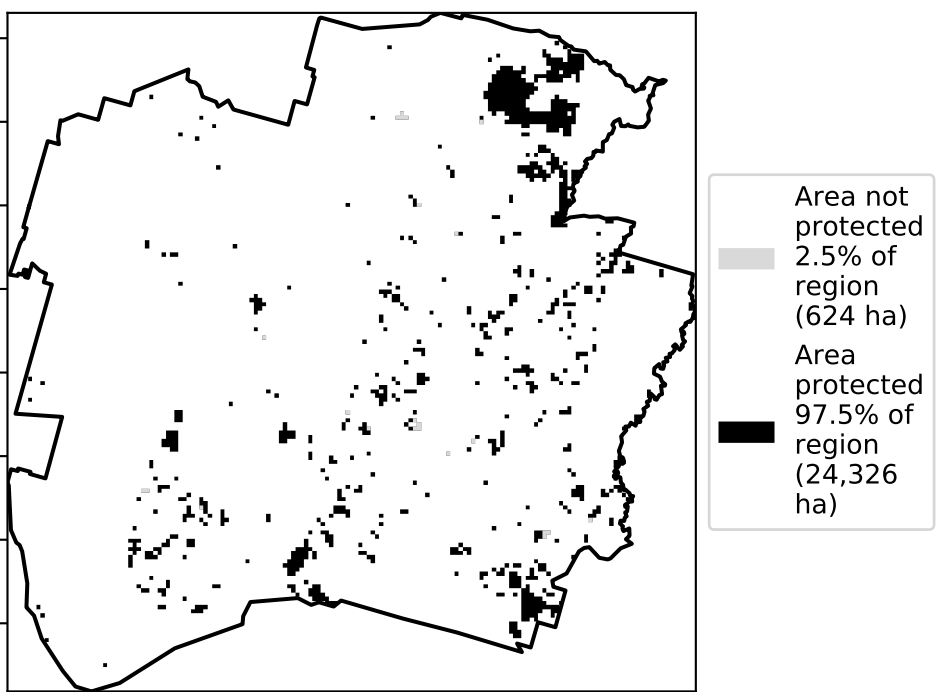 Area not
protected
2.5% of
region
(624 ha)
Area
protected
97.5% of
region
(24,326
ha)